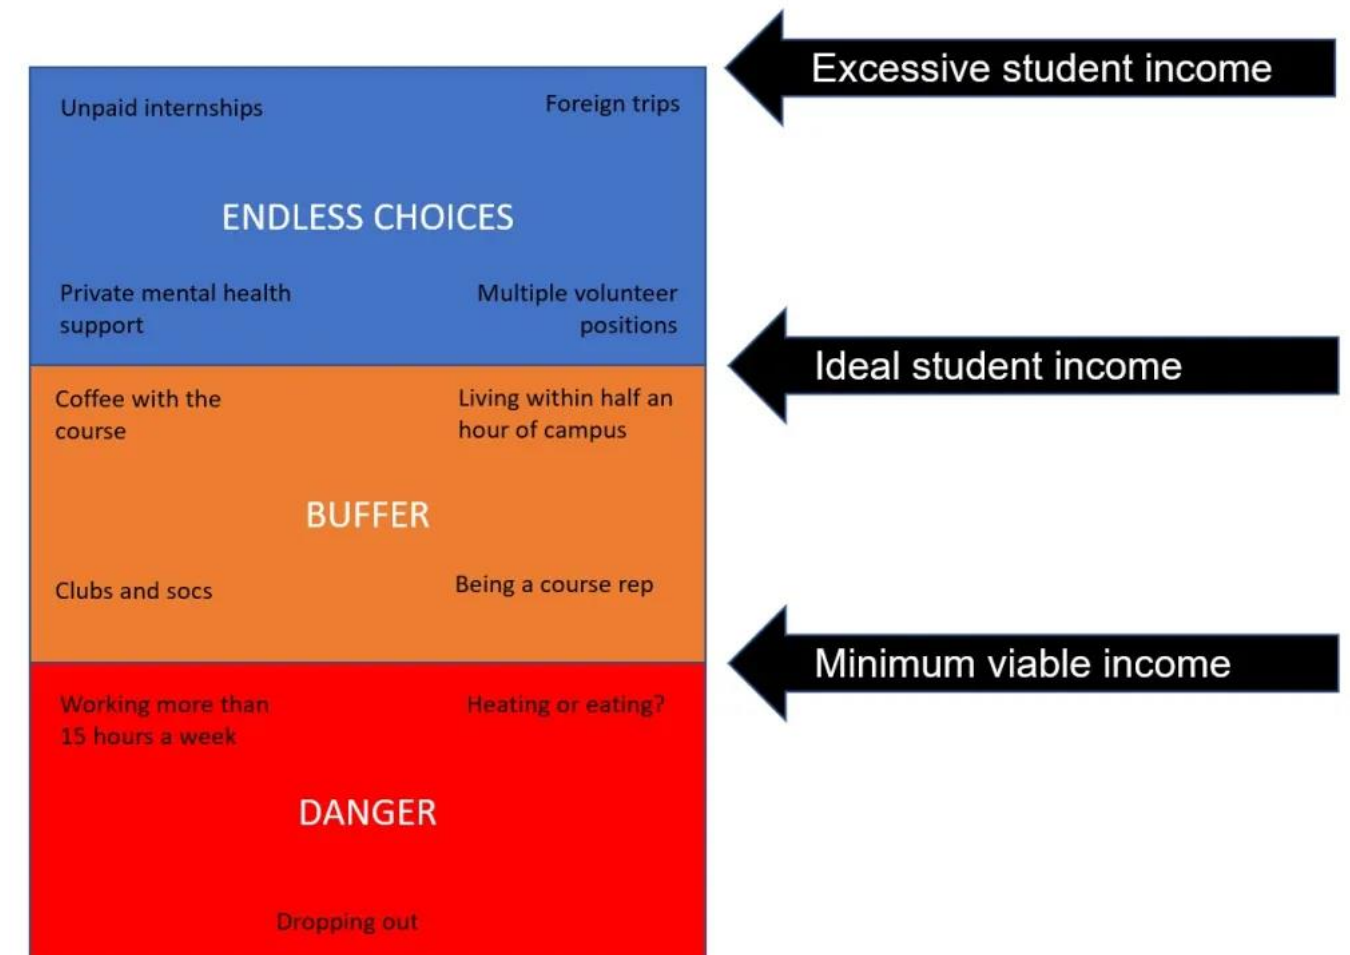 Excessive student income
Unpaid internships
Foreign trips
ENDLESS CHOICES
Private mental health
support
Multiple volunteer
positions
Ideal student income
Coffee with the
course
Living within half an
hour of campus
BUFFER
Clubs and socs
Being a course rep
Minimum viable income
Working more than
15 hours a week
Heating or eating?
DANGER
Dropping out